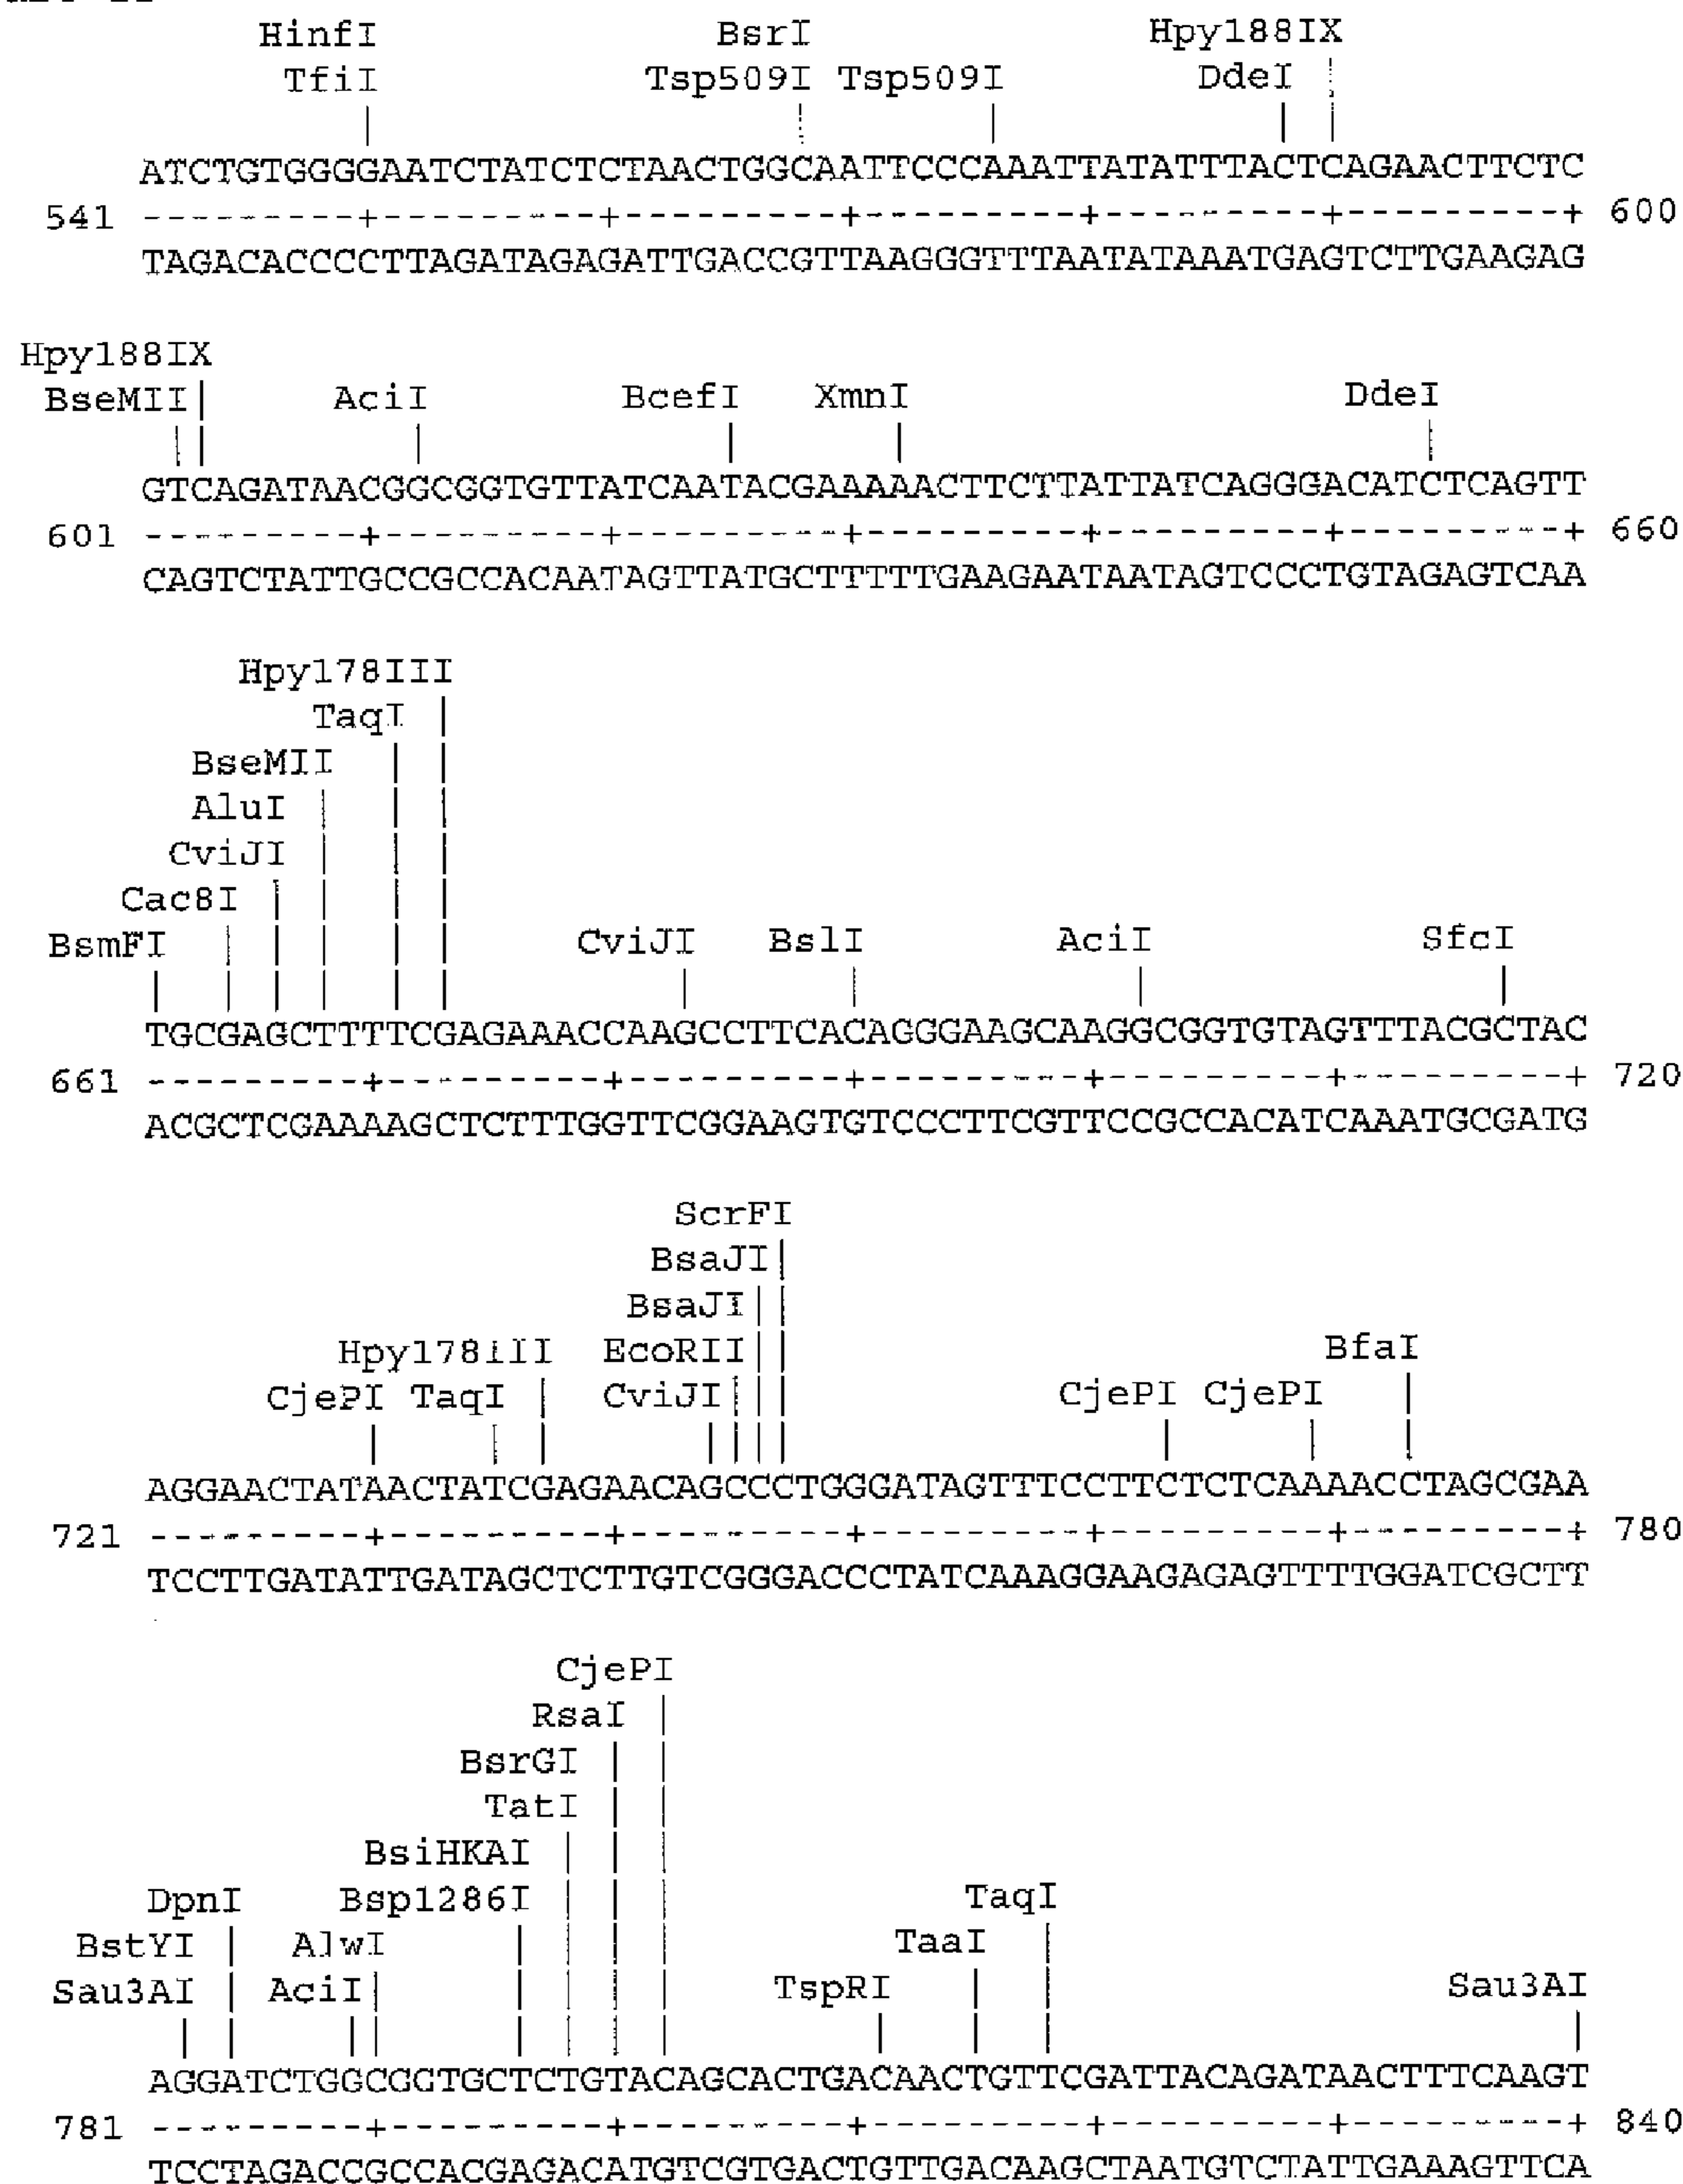 HinfI BsrI Hpy188IX
TfiI Tsp509I Tsp509I DdeI
ATCTGTGGGGAATCTATCTCTAACTGGCAATTCCCAAATTATATTTACTCAGAACTTCTC
541 ---------+---------+---------+---------+---------+---------+ 600
TAGACACCCCTTAGATAGAGATTGACCGTTAAGGGTTTAATATAAATGAGTCTTGAAGAG
Hpy188IX
BseMII AciI BcefI XmnI DdeI
GTCAGATAACGGCGGTGTTATCAATACGAAAAACTTCTTATTATCAGGGACATCTCAGTT
601 ---------+---------+---------+---------+---------+---------+ 660
CAGTCTATTGCCGCCACAATAGTTATGCTTTTTGAAGAATAATAGTCCCTGTAGAGTCAA
Hpy178III
TaqI
BseMII
AluI
CviJI
Cac8I
BsmFI CviJI BslI AciI SfcI
TGCGAGCTTTTCGAGAAACCAAGCCTTCACAGGGAAGCAAGGCGGTGTAGTTTACGCTAC
661 ---------+---------+---------+---------+---------+---------+ 720
ACGCTCGAAAAGCTCTTTGGTTCGGAAGTGTCCCTTCGTTCCGCCACATCAAATGCGATG
ScrFI
BsaJI
BsaJI
Hpy178III EcoRII BfaI
CjePI TaqI CviJI CjePI CjePI
AGGAACTATAACTATCGAGAACAGCCCTGGGATAGTTTCCTTCTCTCAAAACCTAGCGAA
721 ---------+---------+---------+---------+---------+---------+ 780
TCCTTGATATTGATAGCTCTTGTCGGGACCCTATCAAAGGAAGAGAGTTTTGGATCGCTT
CjePI
RsaI
BsrGI
TatI
BsiHKAI
DpnI Bsp1286I TaqI
BstYI AlwI TaaI
Sau3AI AciI TspRI Sau3AI
AGGATCTGGCGGTGCTCTGTACAGCACTGACAACTGTTCGATTACAGATAACTTTCAAGT
781 ---------+---------+---------+---------+---------+---------+ 840
TCCTAGACCGCCACGAGACATGTCGTGACTGTTGACAAGCTAATGTCTATTGAAAGTTCA